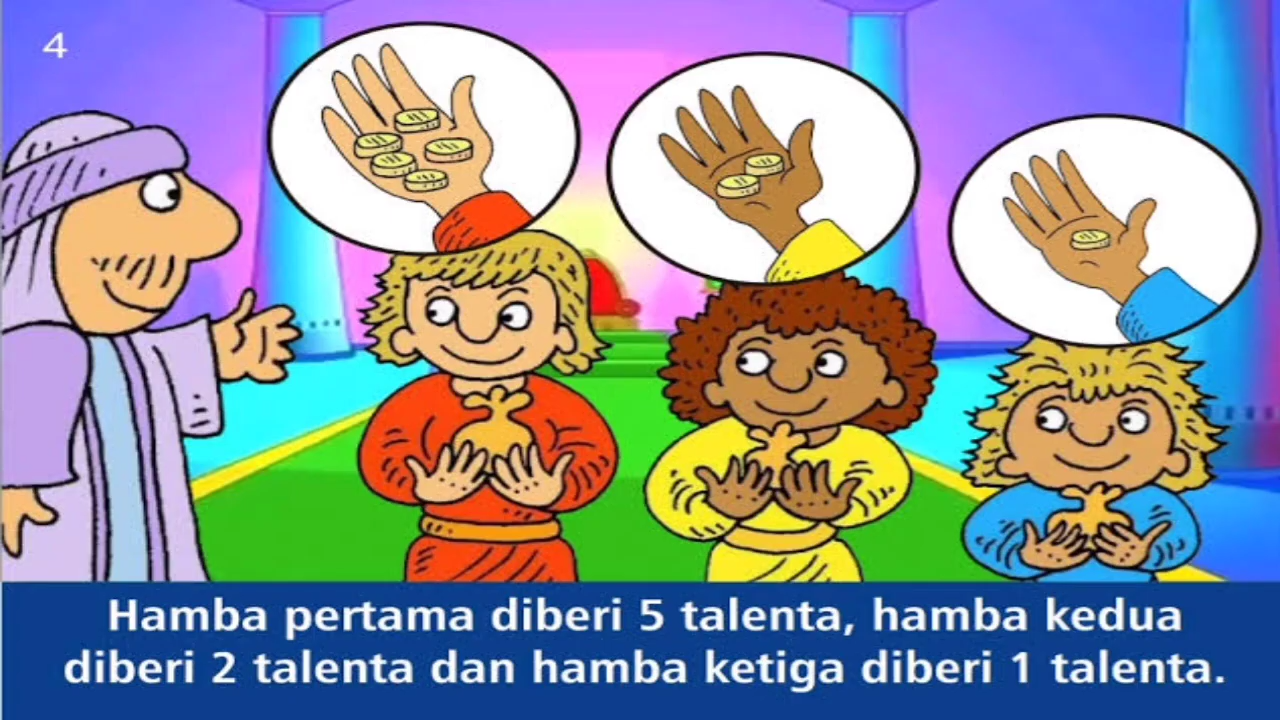 4
Hamba pertama diberi 5 talenta, hamba kedua
diberi 2 talenta dan hamba ketiga diberi 1 talenta.